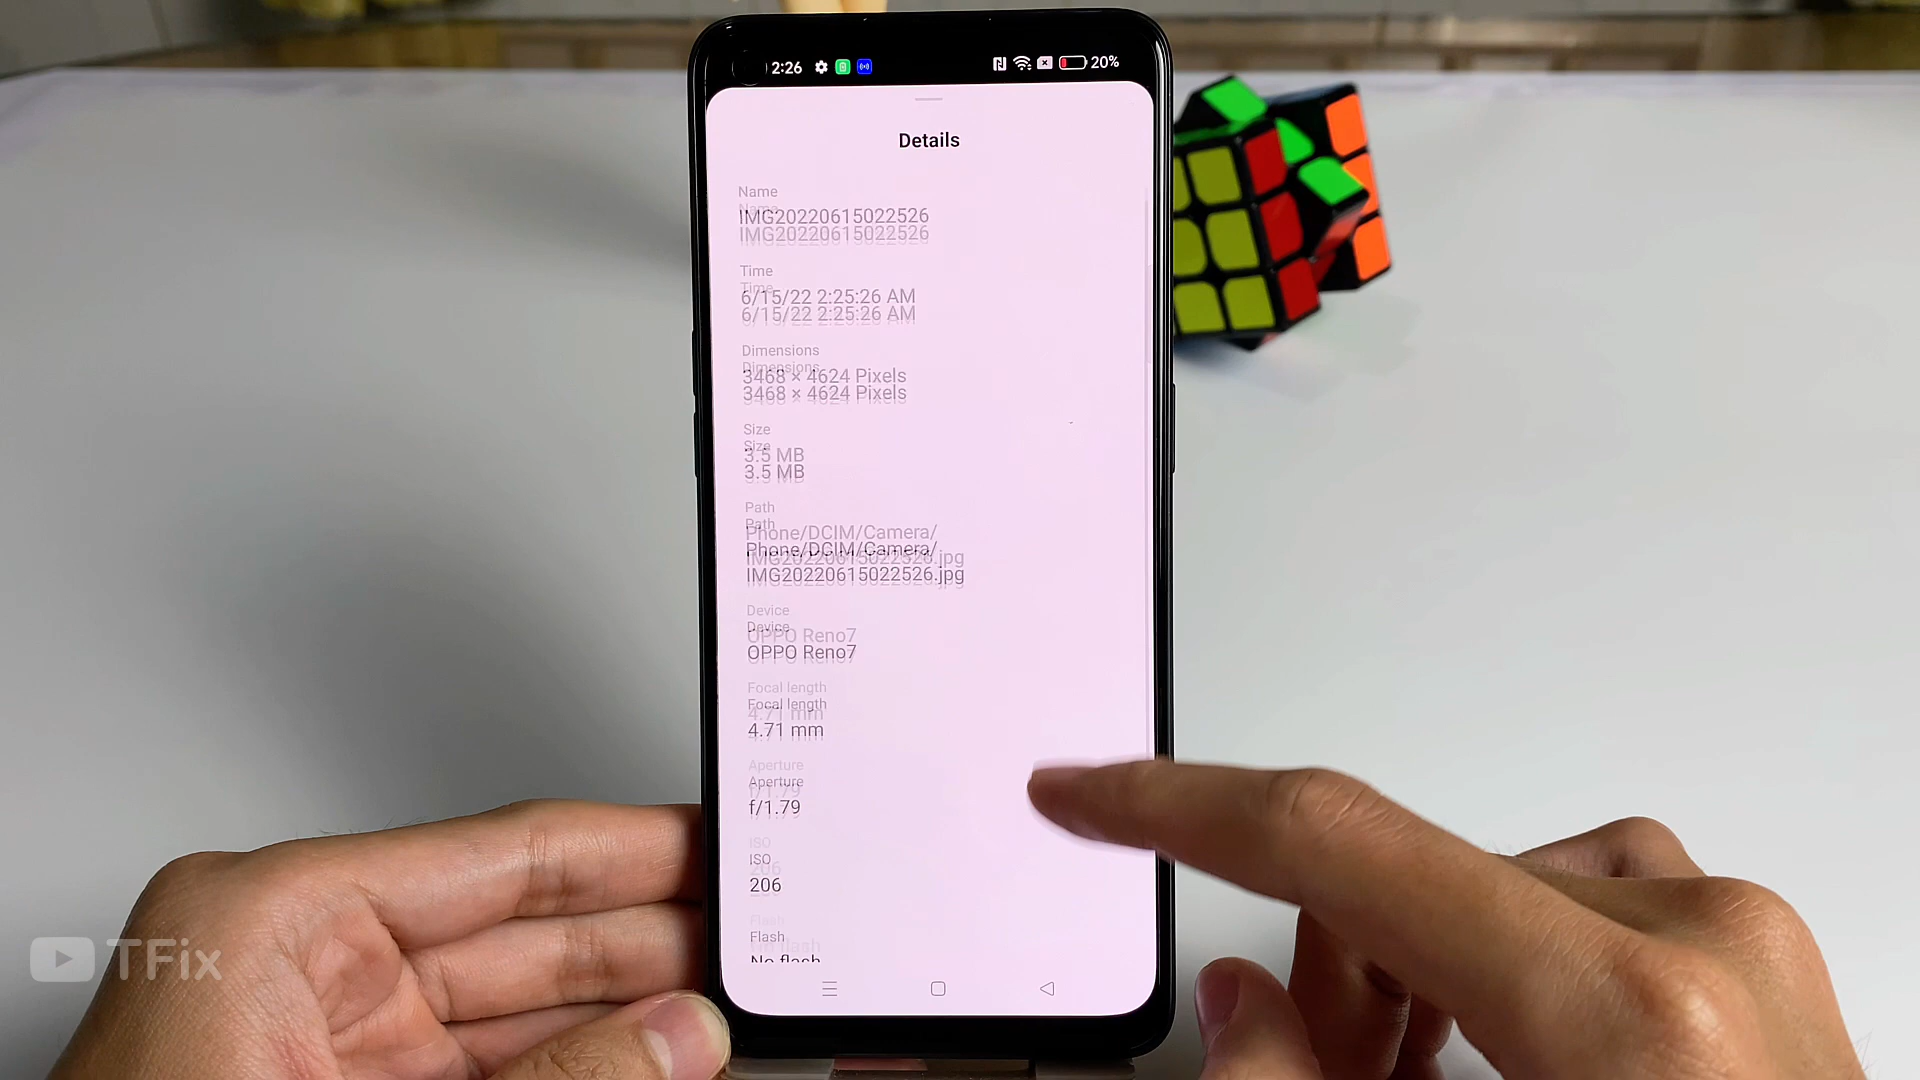 2:26
20%
Details
Name
IMG20220615022526
Time
6/15/22 2:25:26 AM
Dimensions
3468 × 4624 Pixels
Size
3.5 MB
Path
Phone/DCIM/Camera/
IMG20220615022526.jpg
Device
OPPO Reno7
Focal length
4.71 mm
Aperture
f/1.79
ISO
206
Flash
No flash
TFix